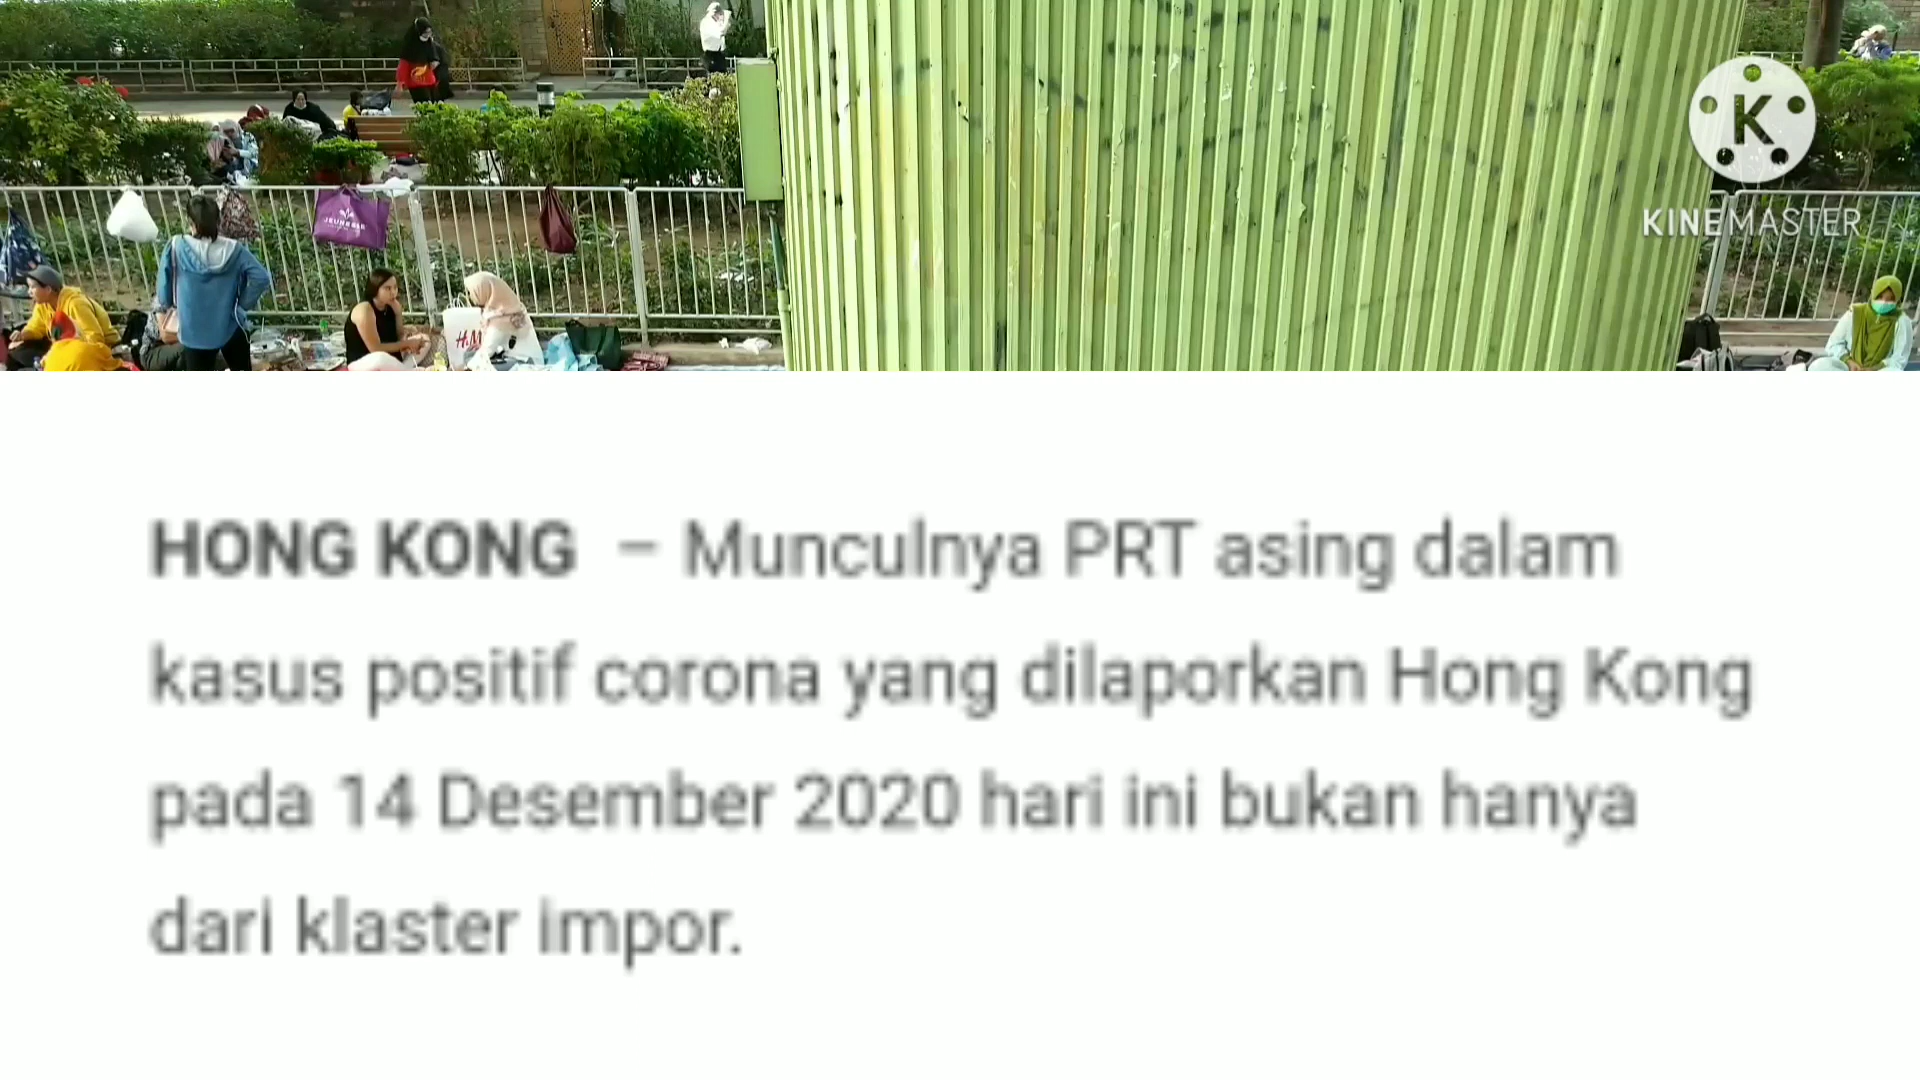 K
KINEMASTER
JEUNESSE
H&M
HONG KONG – Munculnya PRT asing dalam
kasus positif corona yang dilaporkan Hong Kong
pada 14 Desember 2020 hari ini bukan hanya
dari klaster impor.